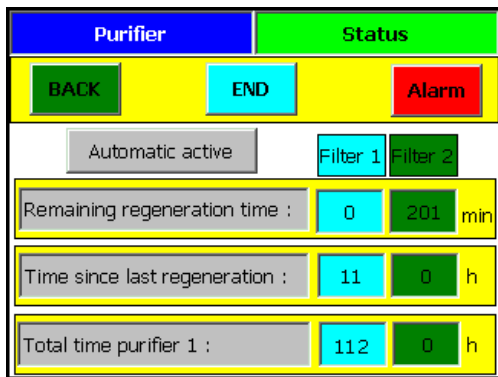 Purifier Status
BACK END Alarm
Automatic active Filter 1 Filter 2
Remaining regeneration time : 0 201 min
Time since last regeneration : 11 0 h
Total time purifier 1 : 112 0 h